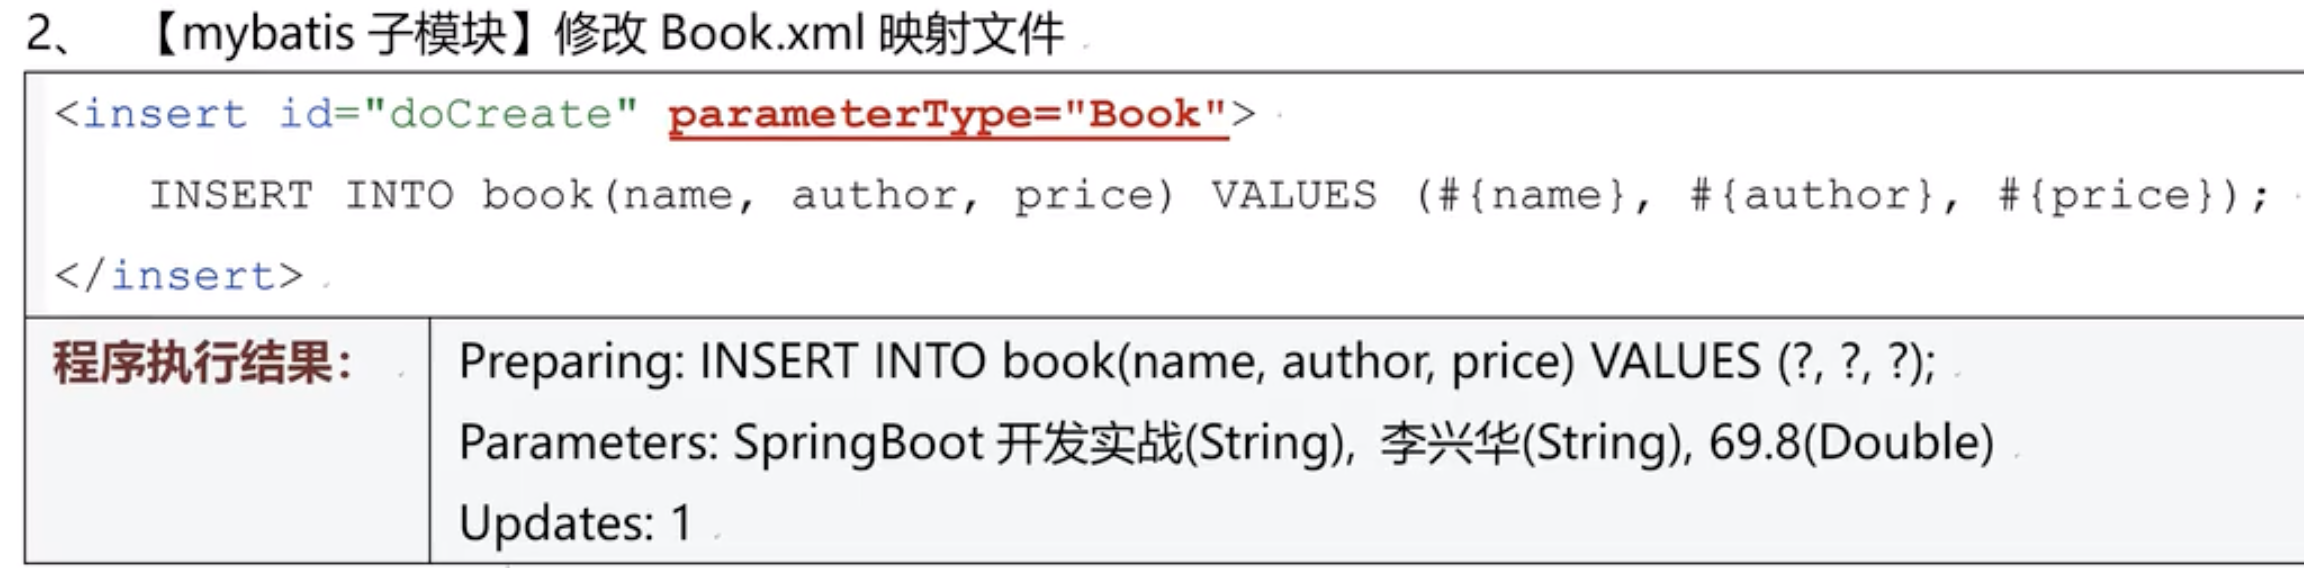 2、 【mybatis 子模块】修改 Book.xml 映射文件
<insert id="doCreate" parameterType="Book">
INSERT INTO book(name, author, price) VALUES (#{name}, #{author}, #{price});
</insert>
程序执行结果：
Preparing: INSERT INTO book(name, author, price) VALUES (?, ?, ?);
Parameters: SpringBoot 开发实战(String), 李兴华(String), 69.8(Double)
Updates: 1